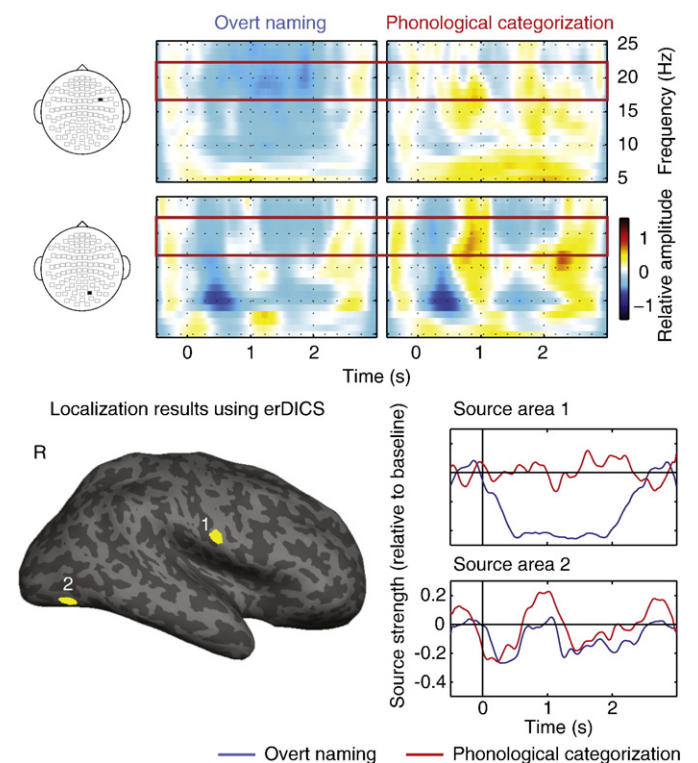 Overt naming Phonological categorization
25
20
15
10
5
Frequency (Hz)
1
0
−1
Relative amplitude
0 1 2 0 1 2
Time (s)
Localization results using erDICS
R
1
2
Source area 1
Source area 2
0.2
0
-0.2
-0.4
Source strength (relative to baseline)
0 1 2
Time (s)
Overt naming Phonological categorization